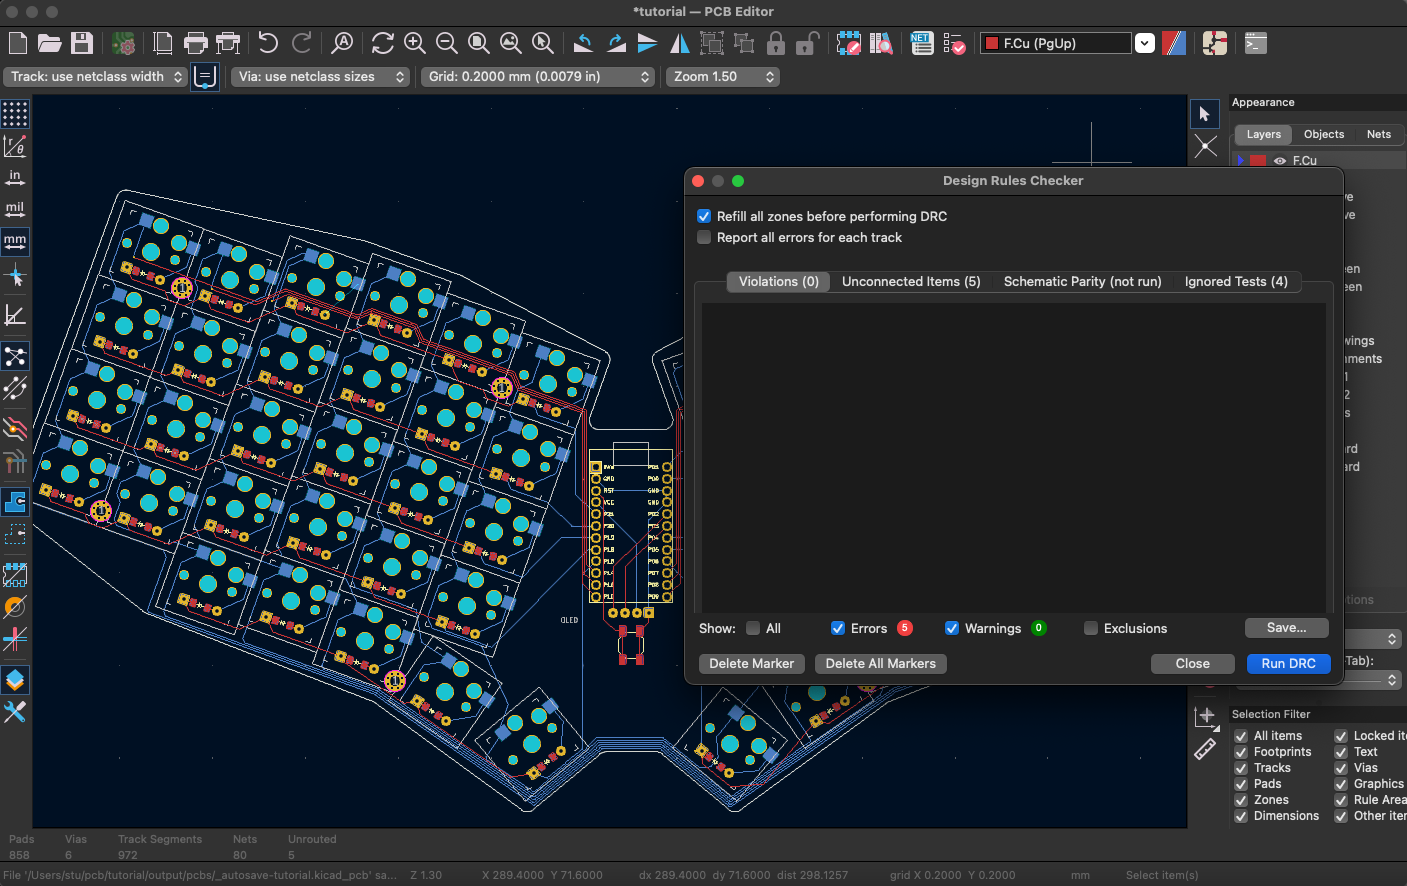 *tutorial — PCB Editor
F.Cu (PgUp)
Track: use netclass width
Via: use netclass sizes
Grid: 0.2000 mm (0.0079 in)
Zoom 1.50
in
mil
mm
NET
Appearance
Layers Objects Nets
F.Cu
Design Rules Checker
Refill all zones before performing DRC
Report all errors for each track
Violations (0) Unconnected Items (5) Schematic Parity (not run) Ignored Tests (4)
Show: All Errors 5 Warnings 0 Exclusions Save...
Delete Marker Delete All Markers Close Run DRC
OLED
Selection Filter
All items Locked ite
Footprints Text
Tracks Vias
Pads Graphics
Zones Rule Area
Dimensions Other item
Pads Vias Track Segments Nets Unrouted
858 6 972 80 5
File '/Users/stu/pcb/tutorial/output/pcbs/_autosave-tutorial.kicad_pcb' sa... Z 1.30 X 289.4000 Y 71.6000 dx 289.4000 dy 71.6000 dist 298.1257 grid X 0.2000 Y 0.2000 mm Select item(s)